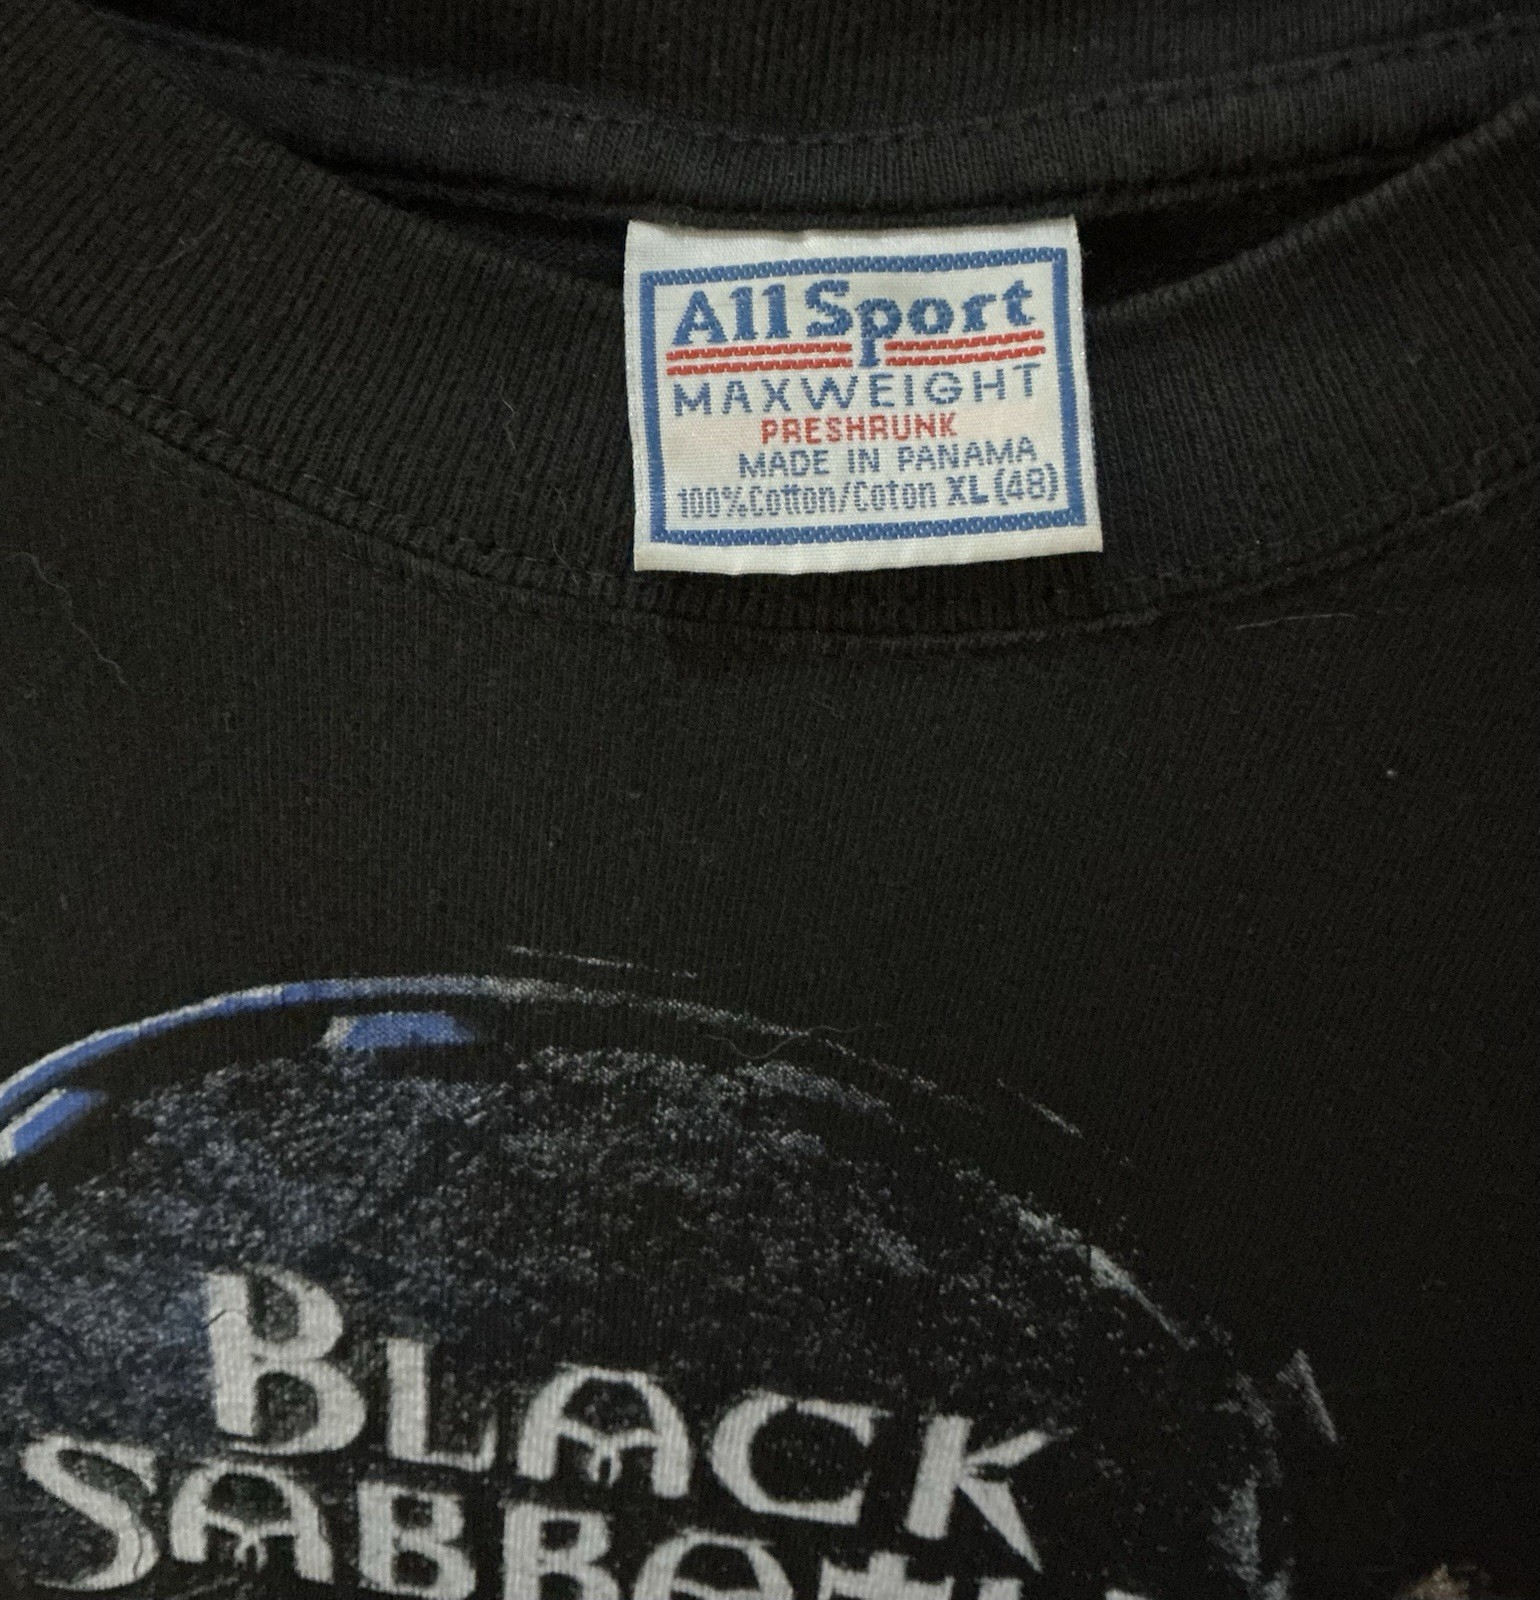 All Sport
MAXWEIGHT
PRESHRUNK
MADE IN PANAMA
100% Cotton/Coton XL (48)
BLACK